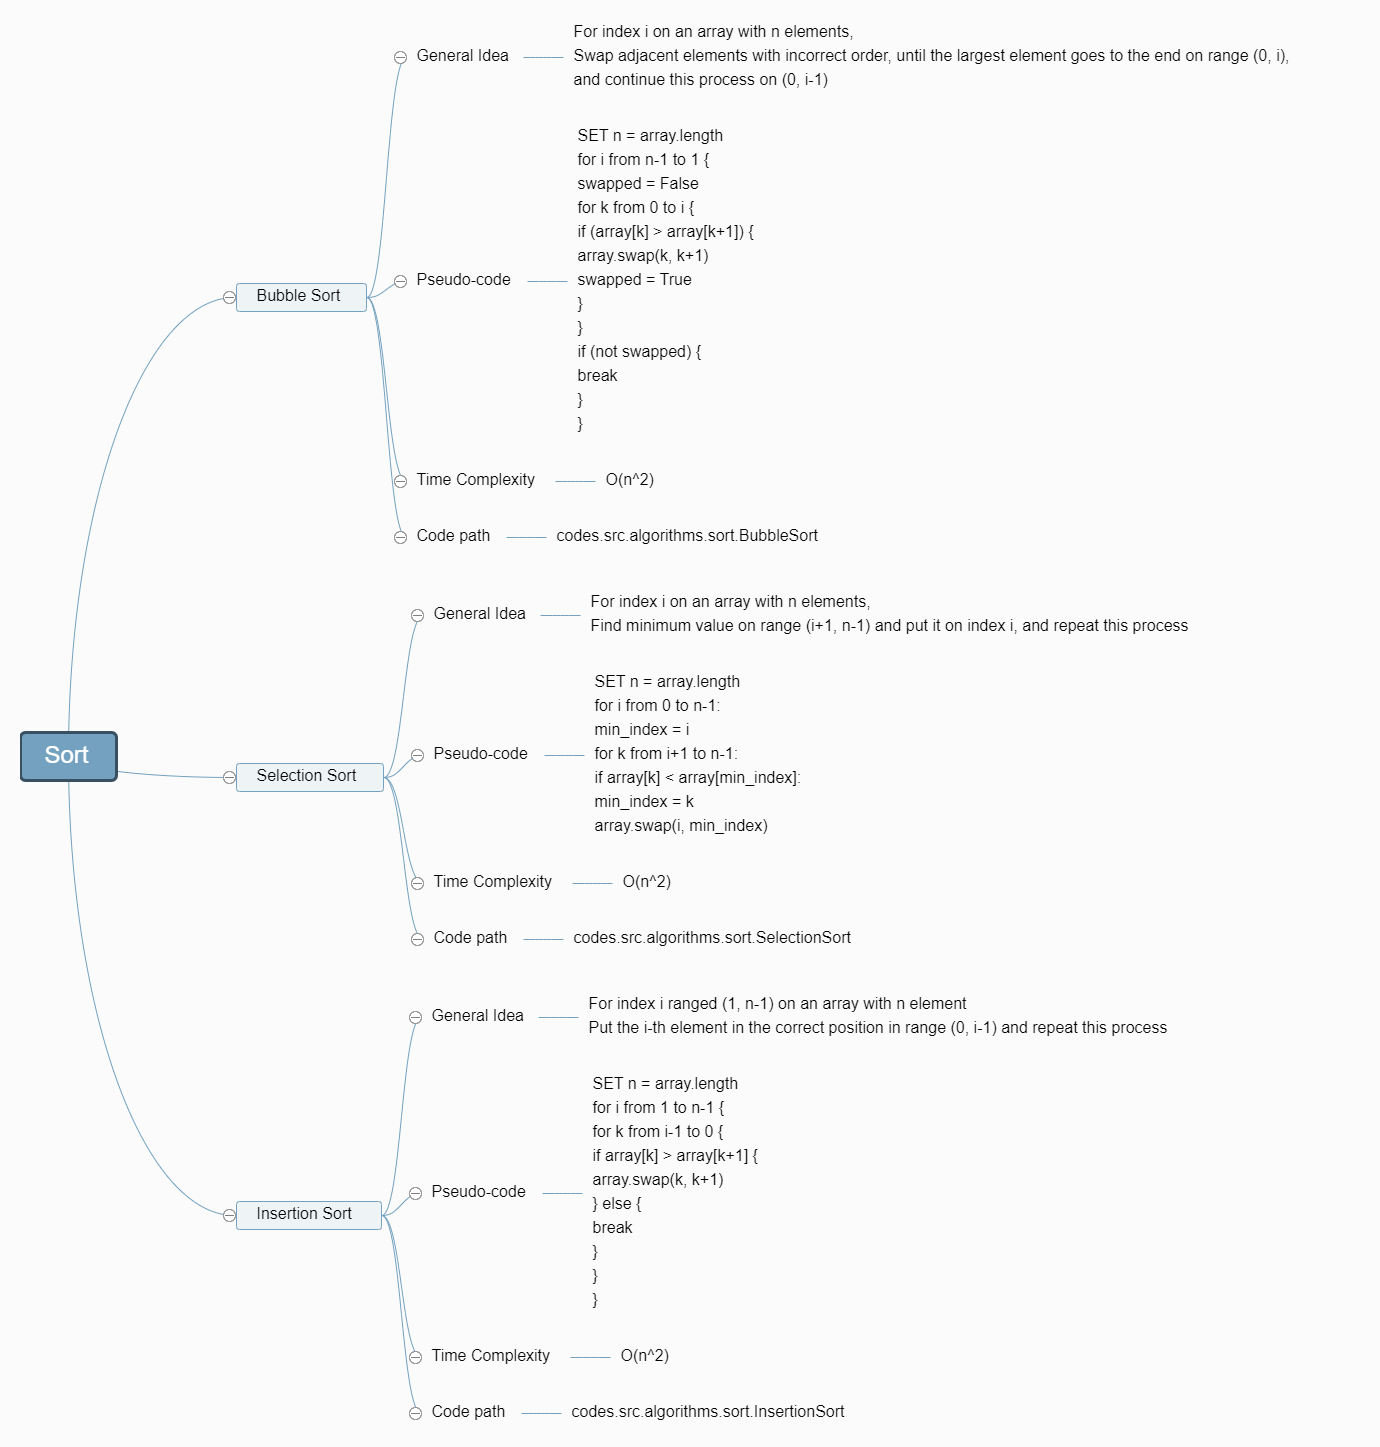 Sort
Bubble Sort
General Idea
For index i on an array with n elements,
Swap adjacent elements with incorrect order, until the largest element goes to the end on range (0, i),
and continue this process on (0, i-1)
Pseudo-code
SET n = array.length
for i from n-1 to 1 {
swapped = False
for k from 0 to i {
if (array[k] > array[k+1]) {
array.swap(k, k+1)
swapped = True
}
}
if (not swapped) {
break
}
}
Time Complexity
O(n^2)
Code path
codes.src.algorithms.sort.BubbleSort
Selection Sort
General Idea
For index i on an array with n elements,
Find minimum value on range (i+1, n-1) and put it on index i, and repeat this process
Pseudo-code
SET n = array.length
for i from 0 to n-1:
min_index = i
for k from i+1 to n-1:
if array[k] < array[min_index]:
min_index = k
array.swap(i, min_index)
Time Complexity
O(n^2)
Code path
codes.src.algorithms.sort.SelectionSort
Insertion Sort
General Idea
For index i ranged (1, n-1) on an array with n element
Put the i-th element in the correct position in range (0, i-1) and repeat this process
Pseudo-code
SET n = array.length
for i from 1 to n-1 {
for k from i-1 to 0 {
if array[k] > array[k+1] {
array.swap(k, k+1)
} else {
break
}
}
}
Time Complexity
O(n^2)
Code path
codes.src.algorithms.sort.InsertionSort